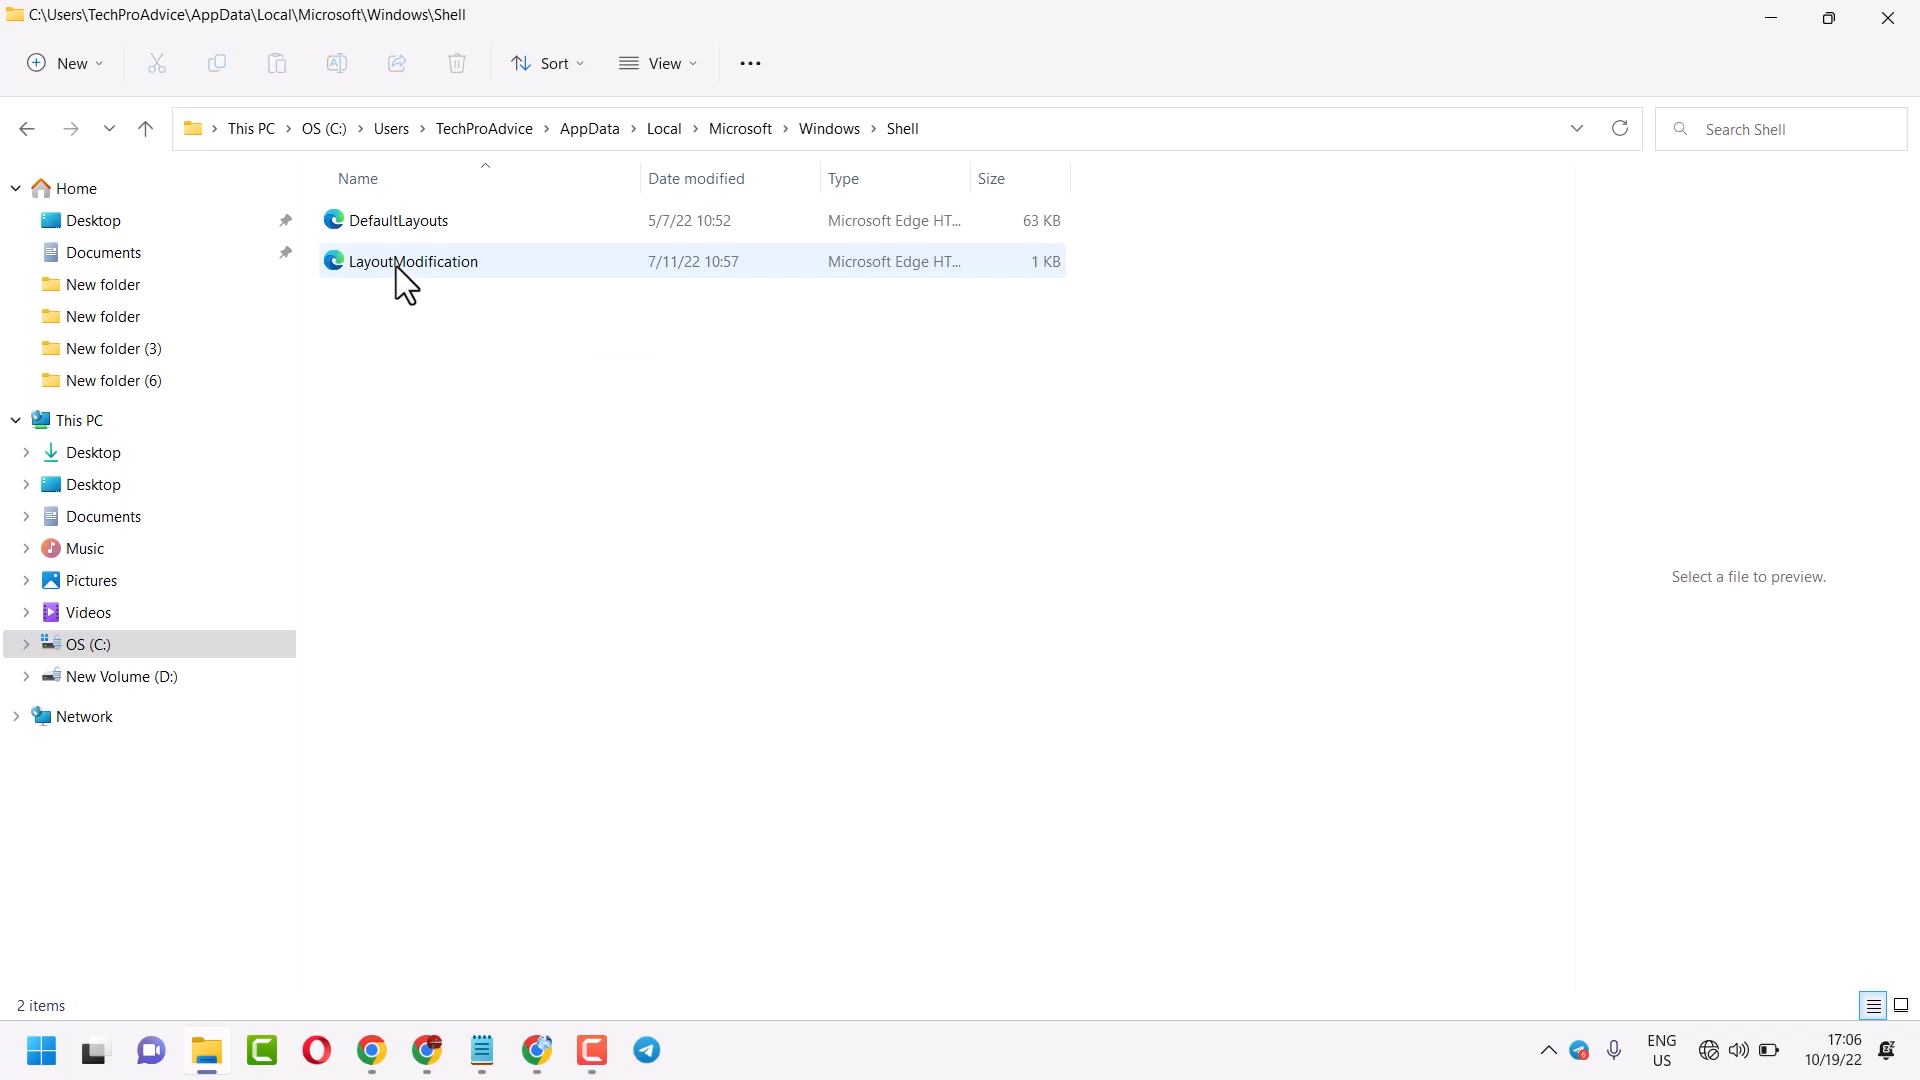 C:\Users\TechProAdvice\AppData\Local\Microsoft\Windows\Shell
New
Sort
View
This PC > OS (C:) > Users > TechProAdvice > AppData > Local > Microsoft > Windows > Shell
Search Shell
Home
Desktop
Documents
New folder
New folder
New folder (3)
New folder (6)
This PC
Desktop
Desktop
Documents
Music
Pictures
Videos
OS (C:)
New Volume (D:)
Network
Name Date modified Type Size
DefaultLayouts 5/7/22 10:52 Microsoft Edge HT... 63 KB
LayoutModification 7/11/22 10:57 Microsoft Edge HT... 1 KB
Select a file to preview.
2 items
ENG
US
17:06
10/19/22